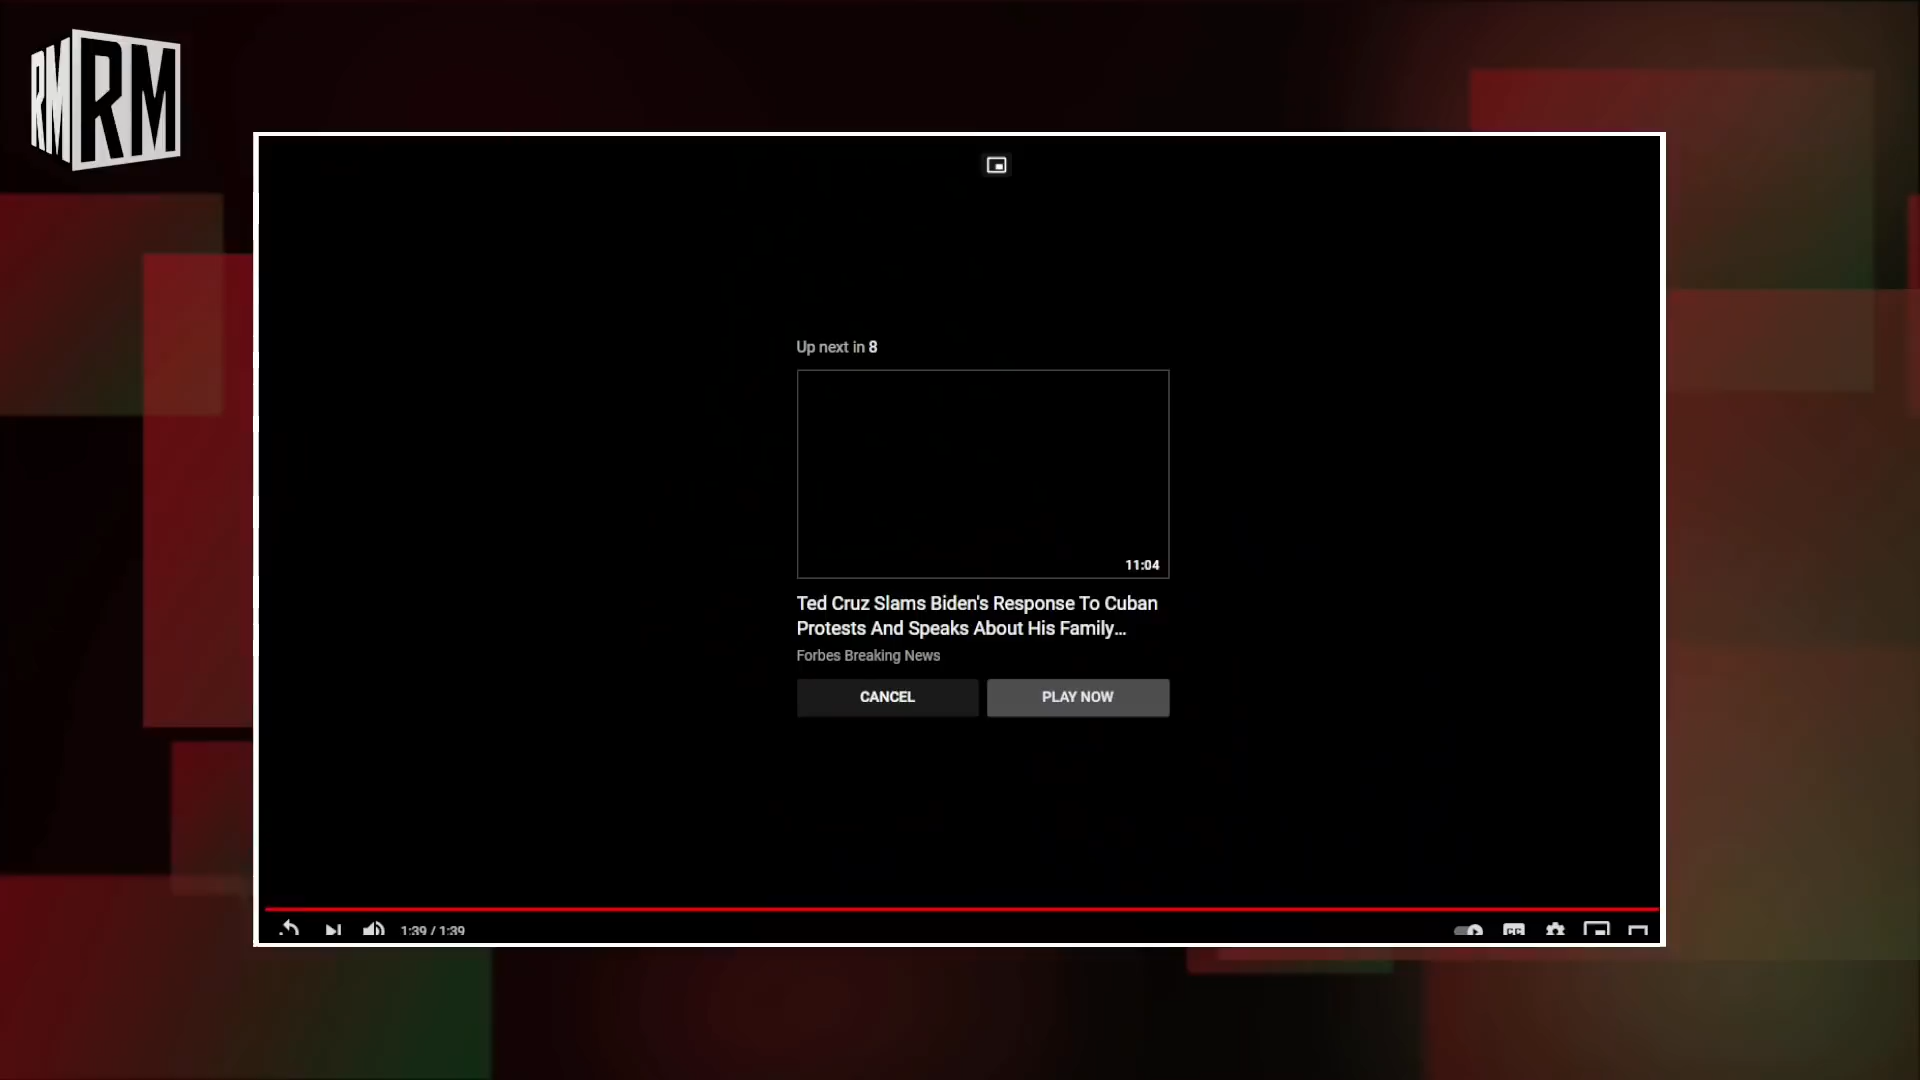 RM RM
Up next in 8
11:04
Ted Cruz Slams Biden's Response To Cuban
Protests And Speaks About His Family...
Forbes Breaking News
CANCEL PLAY NOW
1:39 / 1:39
CC